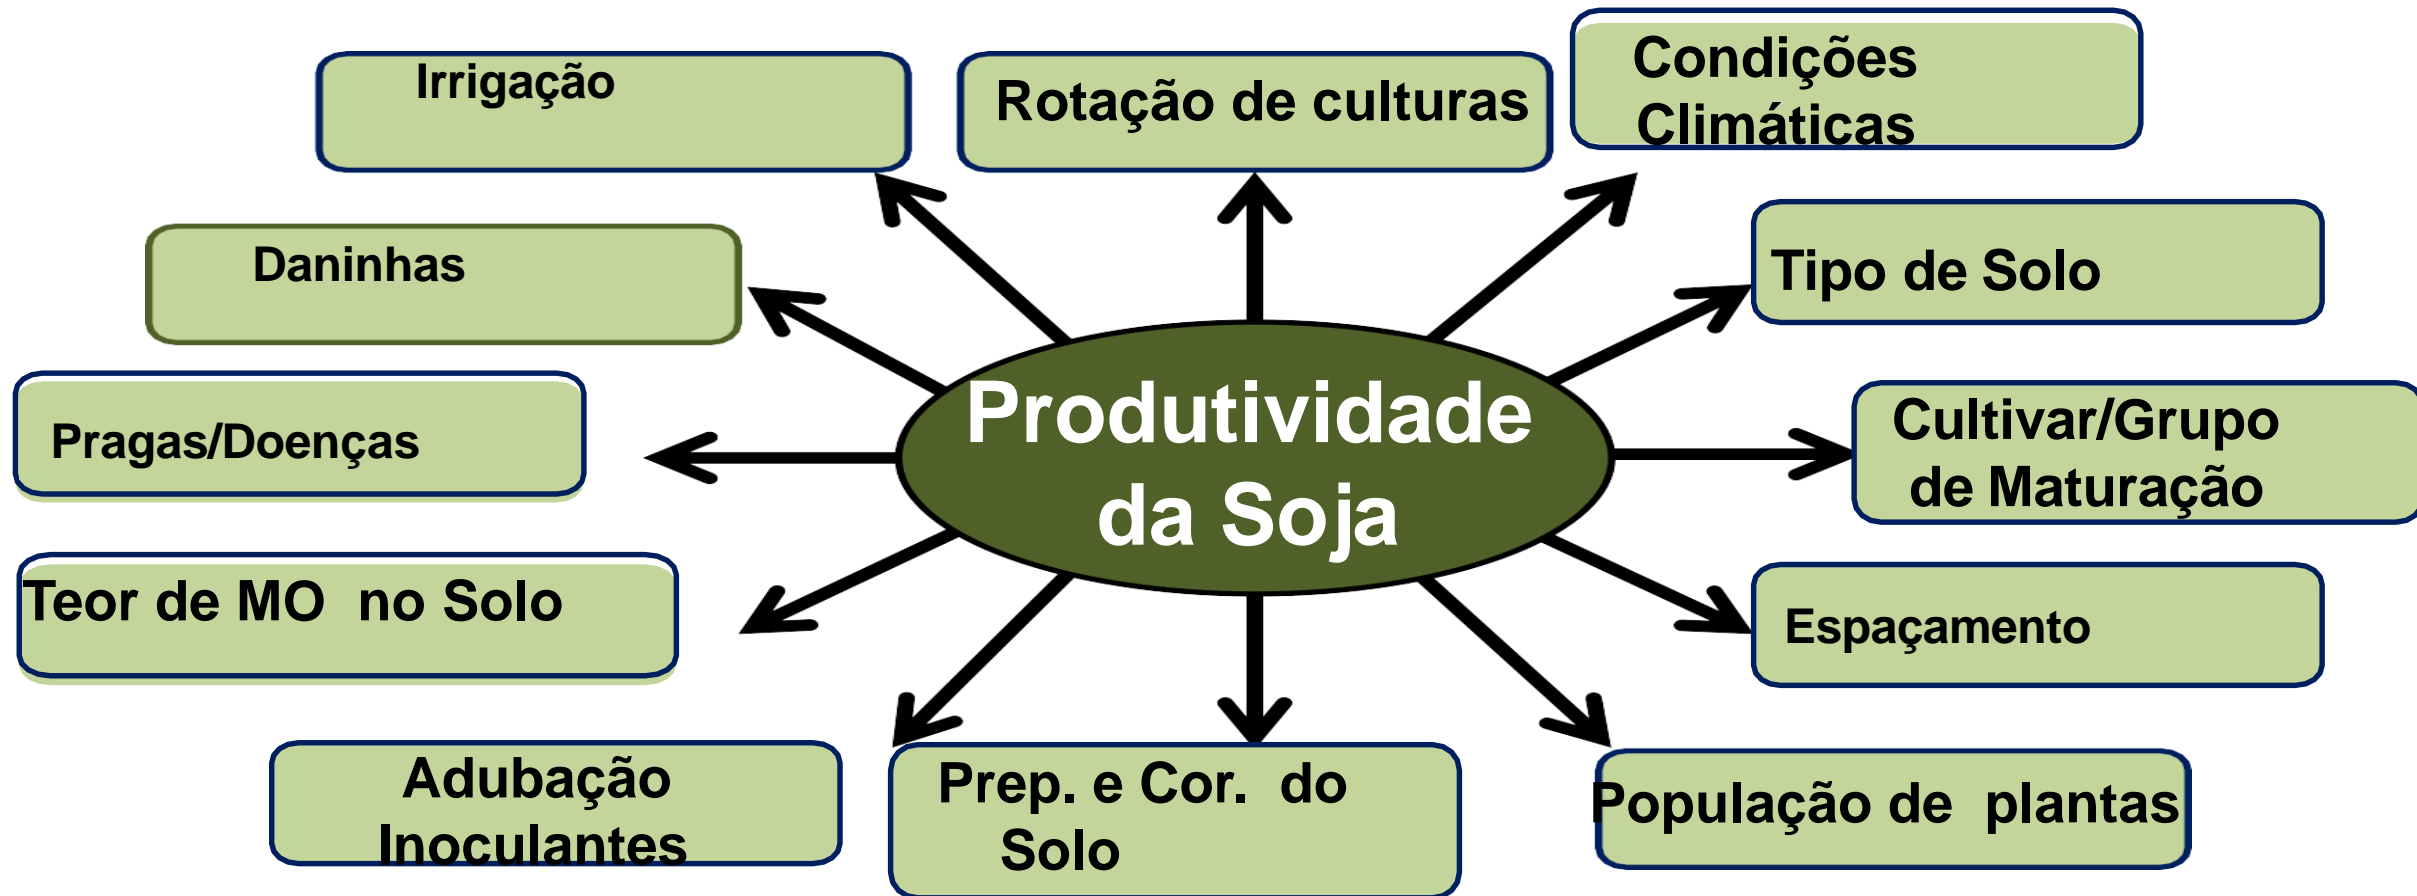 Irrigação
Rotação de culturas
Condições
Climáticas
Daninhas
Tipo de Solo
Pragas/Doenças
Produtividade
da Soja
Cultivar/Grupo
de Maturação
Teor de MO no Solo
Espaçamento
Adubação
Inoculantes
Prep. e Cor. do
Solo
População de plantas